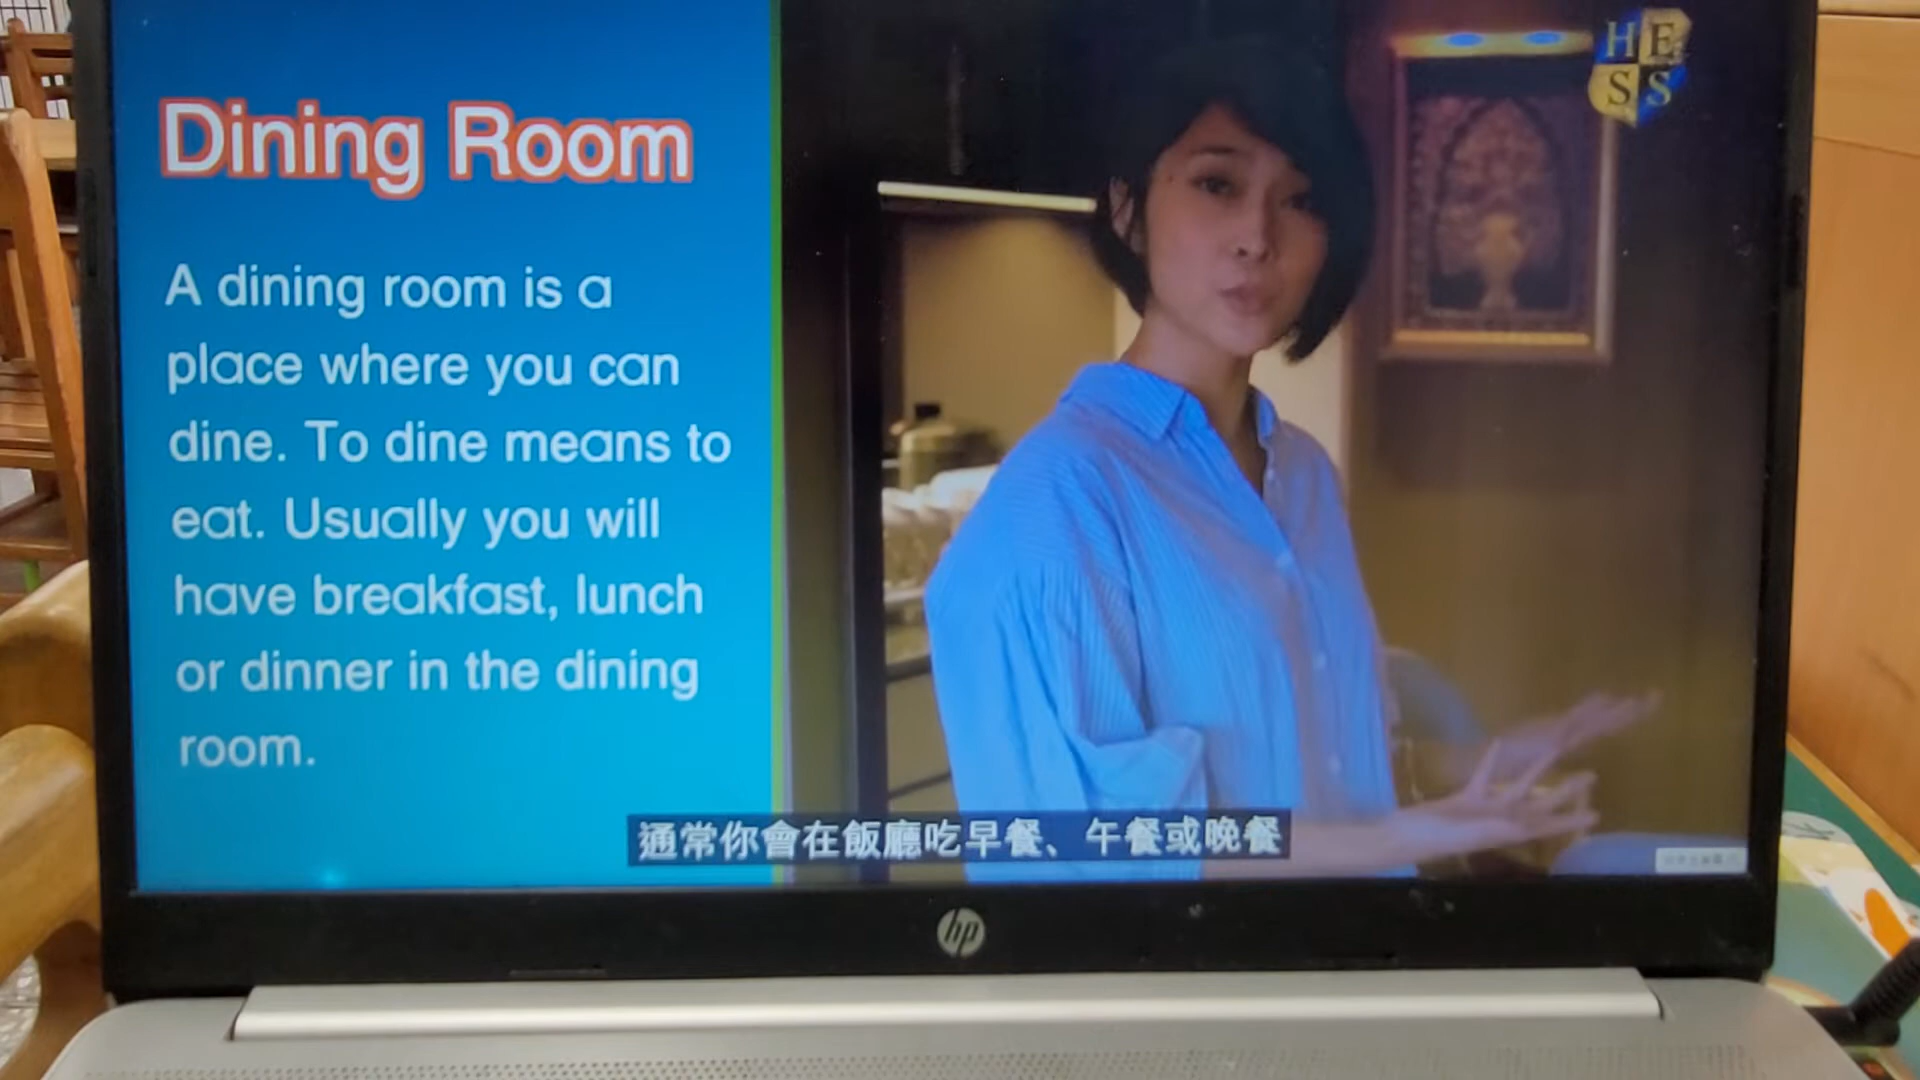 Dining Room
A dining room is a
place where you can
dine. To dine means to
eat. Usually you will
have breakfast, lunch
or dinner in the dining
room.
HESS
通常你會在飯廳吃早餐、午餐或晚餐
hp